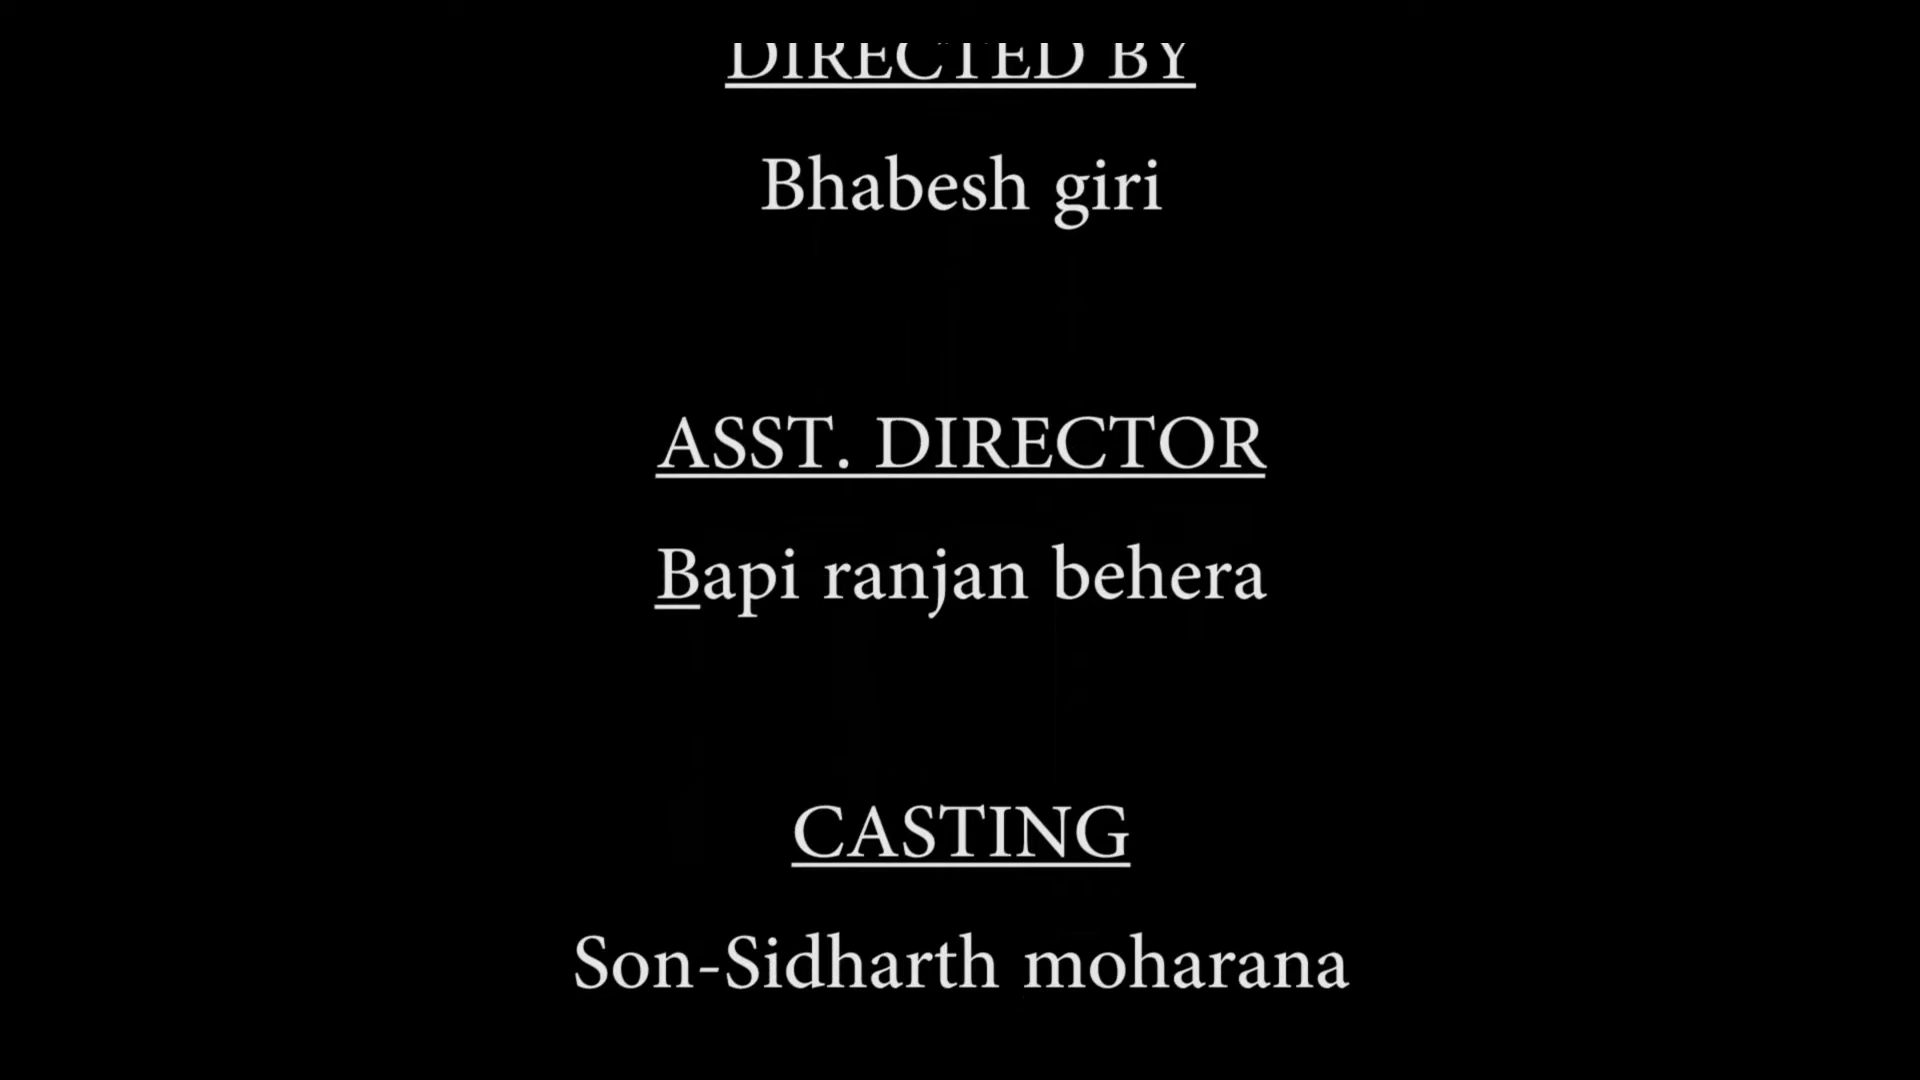 DIRECTED BY
Bhabesh giri
ASST. DIRECTOR
Bapi ranjan behera
CASTING
Son-Sidharth moharana